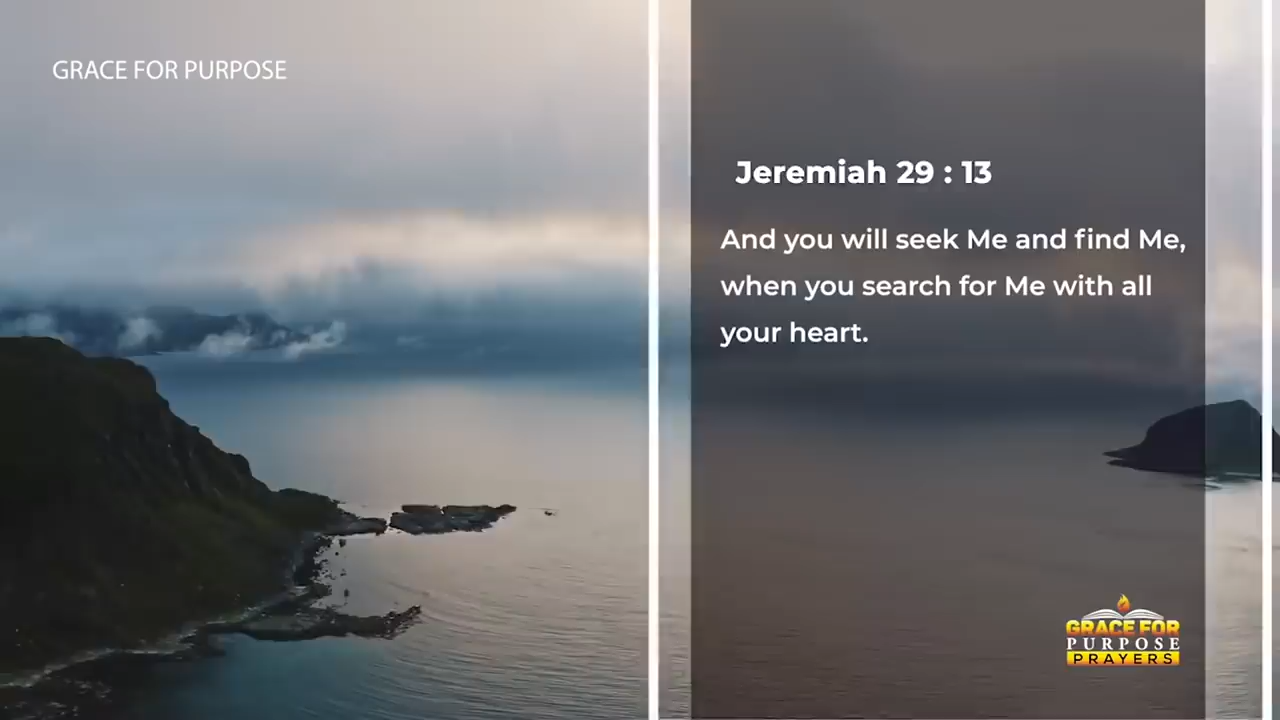 GRACE FOR PURPOSE
Jeremiah 29 : 13
And you will seek Me and find Me,
when you search for Me with all
your heart.
GRACE FOR
PURPOSE
PRAYERS